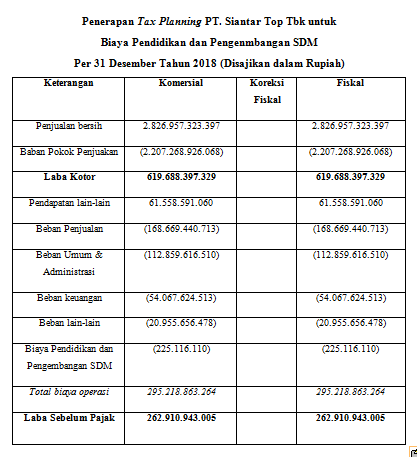 Penerapan Tax Planning PT. Siantar Top Tbk untuk
Biaya Pendidikan dan Pengenmbangan SDM
Per 31 Desember Tahun 2018 (Disajikan dalam Rupiah)
Keterangan Komersial Koreksi Fiskal
Fiskal
Penjualan bersih 2.826.957.323.397 2.826.957.323.397
Baban Pokok Penjuakan (2.207.268.926.068) (2.207.268.926.068)
Laba Kotor 619.688.397.329 619.688.397.329
Pendapatan lain-lain 61.558.591.060 61.558.591.060
Beban Penjualan (168.669.440.713) (168.669.440.713)
Beban Umum & (112.859.616.510) (112.859.616.510)
Administrasi
Beban keuangan (54.067.624.513) (54.067.624.513)
Beban lain-lain (20.955.656.478) (20.955.656.478)
Biaya Pendidikan dan (225.116.110) (225.116.110)
Pengembangan SDM
Total biaya operasi 295.218.863.264 295.218.863.264
Laba Sebelum Pajak 262.910.943.005 262.910.943.005